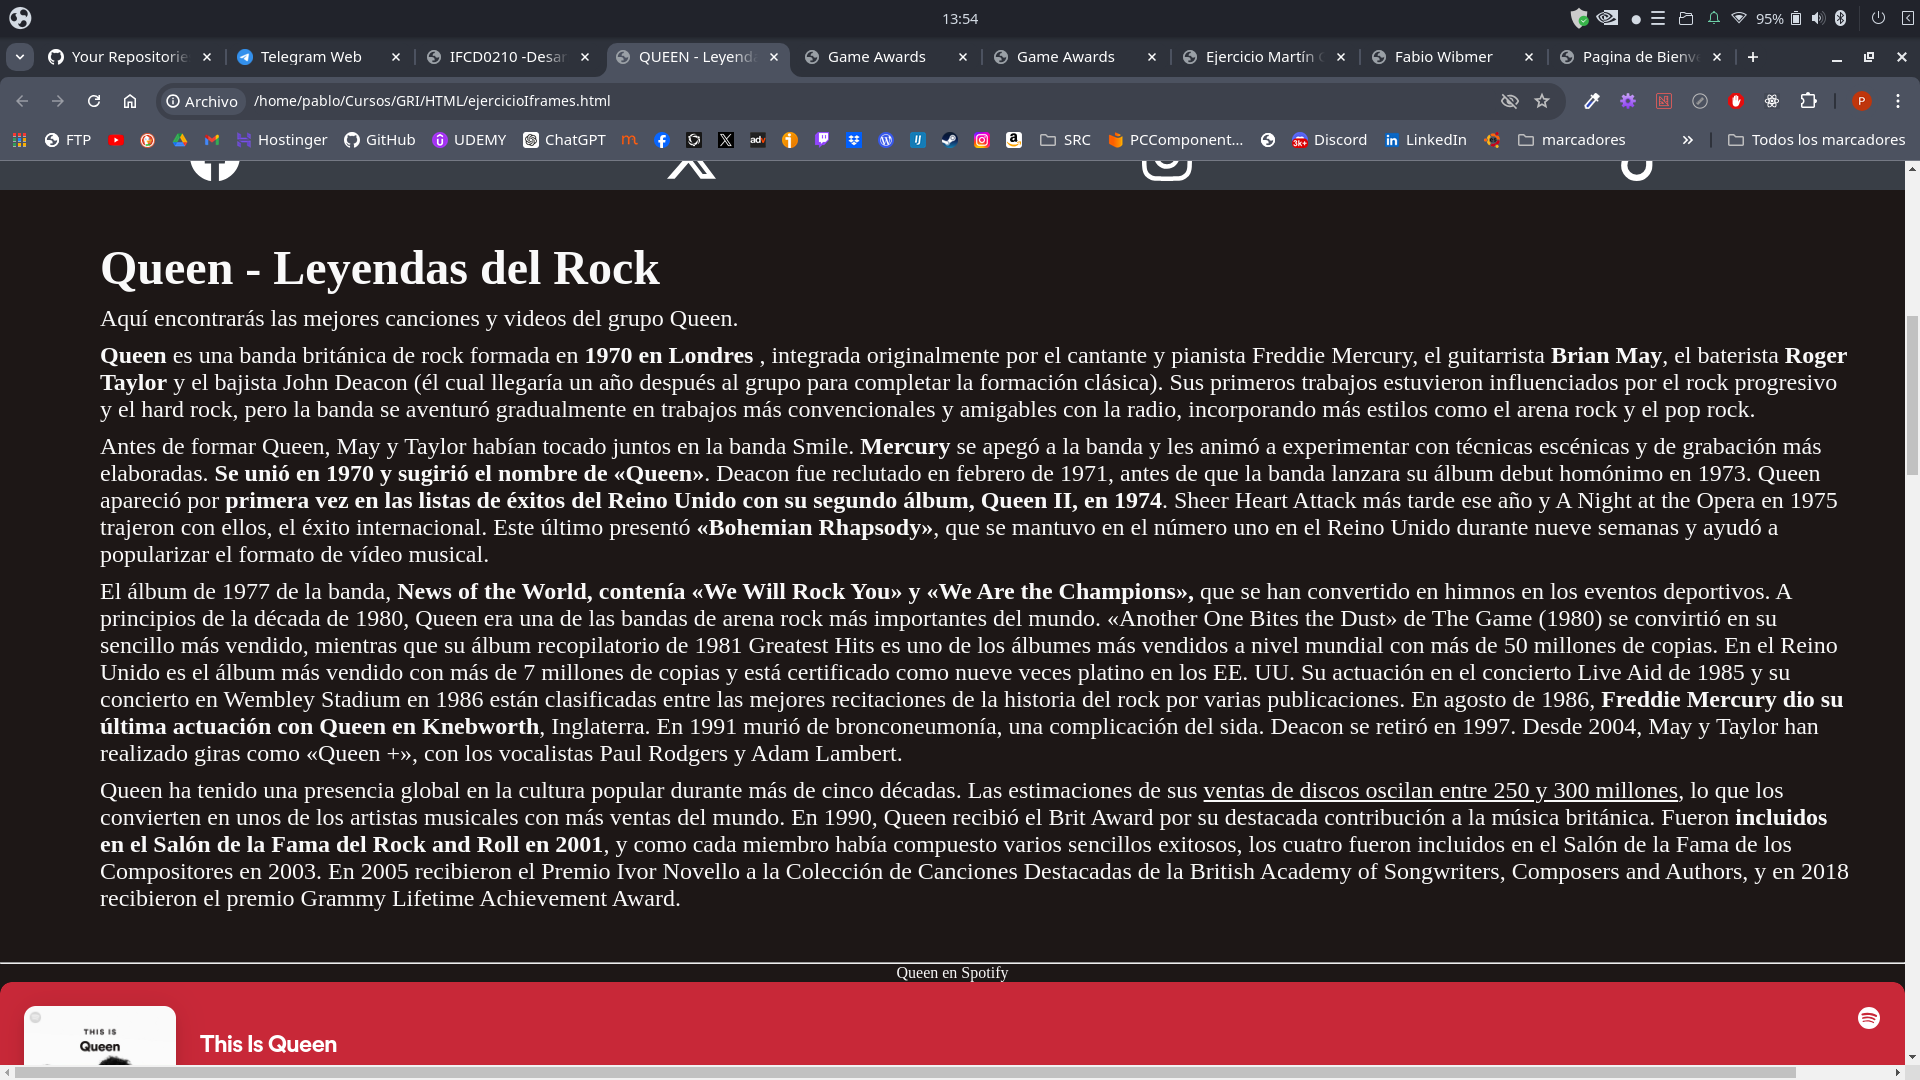 13:54
95%
Your Repositorie
Telegram Web
IFCD0210 -Desar
QUEEN - Leyenda
Game Awards
Game Awards
Ejercicio Martín G
Fabio Wibmer
Pagina de Bienve
Archivo
/home/pablo/Cursos/GRI/HTML/ejercicioIframes.html
P
FTP
Hostinger
GitHub
UDEMY
ChatGPT
SRC
PCComponent...
Discord
LinkedIn
marcadores
Todos los marcadores
Queen - Leyendas del Rock
Aquí encontrarás las mejores canciones y videos del grupo Queen.
Queen es una banda británica de rock formada en 1970 en Londres , integrada originalmente por el cantante y pianista Freddie Mercury, el guitarrista Brian May, el baterista Roger
Taylor y el bajista John Deacon (él cual llegaría un año después al grupo para completar la formación clásica). Sus primeros trabajos estuvieron influenciados por el rock progresivo
y el hard rock, pero la banda se aventuró gradualmente en trabajos más convencionales y amigables con la radio, incorporando más estilos como el arena rock y el pop rock.
Antes de formar Queen, May y Taylor habían tocado juntos en la banda Smile. Mercury se apegó a la banda y les animó a experimentar con técnicas escénicas y de grabación más
elaboradas. Se unió en 1970 y sugirió el nombre de «Queen». Deacon fue reclutado en febrero de 1971, antes de que la banda lanzara su álbum debut homónimo en 1973. Queen
apareció por primera vez en las listas de éxitos del Reino Unido con su segundo álbum, Queen II, en 1974. Sheer Heart Attack más tarde ese año y A Night at the Opera en 1975
trajeron con ellos, el éxito internacional. Este último presentó «Bohemian Rhapsody», que se mantuvo en el número uno en el Reino Unido durante nueve semanas y ayudó a
popularizar el formato de vídeo musical.
El álbum de 1977 de la banda, News of the World, contenía «We Will Rock You» y «We Are the Champions», que se han convertido en himnos en los eventos deportivos. A
principios de la década de 1980, Queen era una de las bandas de arena rock más importantes del mundo. «Another One Bites the Dust» de The Game (1980) se convirtió en su
sencillo más vendido, mientras que su álbum recopilatorio de 1981 Greatest Hits es uno de los álbumes más vendidos a nivel mundial con más de 50 millones de copias. En el Reino
Unido es el álbum más vendido con más de 7 millones de copias y está certificado como nueve veces platino en los EE. UU. Su actuación en el concierto Live Aid de 1985 y su
concierto en Wembley Stadium en 1986 están clasificadas entre las mejores recitaciones de la historia del rock por varias publicaciones. En agosto de 1986, Freddie Mercury dio su
última actuación con Queen en Knebworth, Inglaterra. En 1991 murió de bronconeumonía, una complicación del sida. Deacon se retiró en 1997. Desde 2004, May y Taylor han
realizado giras como «Queen +», con los vocalistas Paul Rodgers y Adam Lambert.
Queen ha tenido una presencia global en la cultura popular durante más de cinco décadas. Las estimaciones de sus ventas de discos oscilan entre 250 y 300 millones, lo que los
convierten en unos de los artistas musicales con más ventas del mundo. En 1990, Queen recibió el Brit Award por su destacada contribución a la música británica. Fueron incluidos
en el Salón de la Fama del Rock and Roll en 2001, y como cada miembro había compuesto varios sencillos exitosos, los cuatro fueron incluidos en el Salón de la Fama de los
Compositores en 2003. En 2005 recibieron el Premio Ivor Novello a la Colección de Canciones Destacadas de la British Academy of Songwriters, Composers and Authors, y en 2018
recibieron el premio Grammy Lifetime Achievement Award.
Queen en Spotify
THIS IS
Queen
This Is Queen